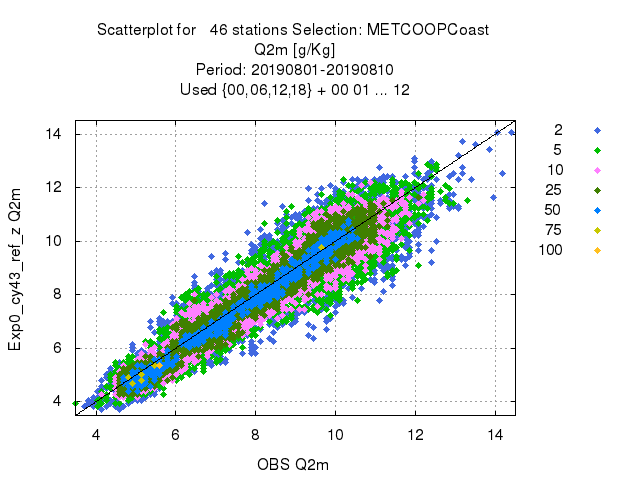 Scatterplot for 46 stations Selection: METCOOPCoast
Q2m [g/Kg]
Period: 20190801-20190810
Used {00,06,12,18} + 00 01 ... 12
14
12
10
8
6
4
Exp0_cy43_ref_z Q2m
4 6 8 10 12 14
OBS Q2m
2
5
10
25
50
75
100